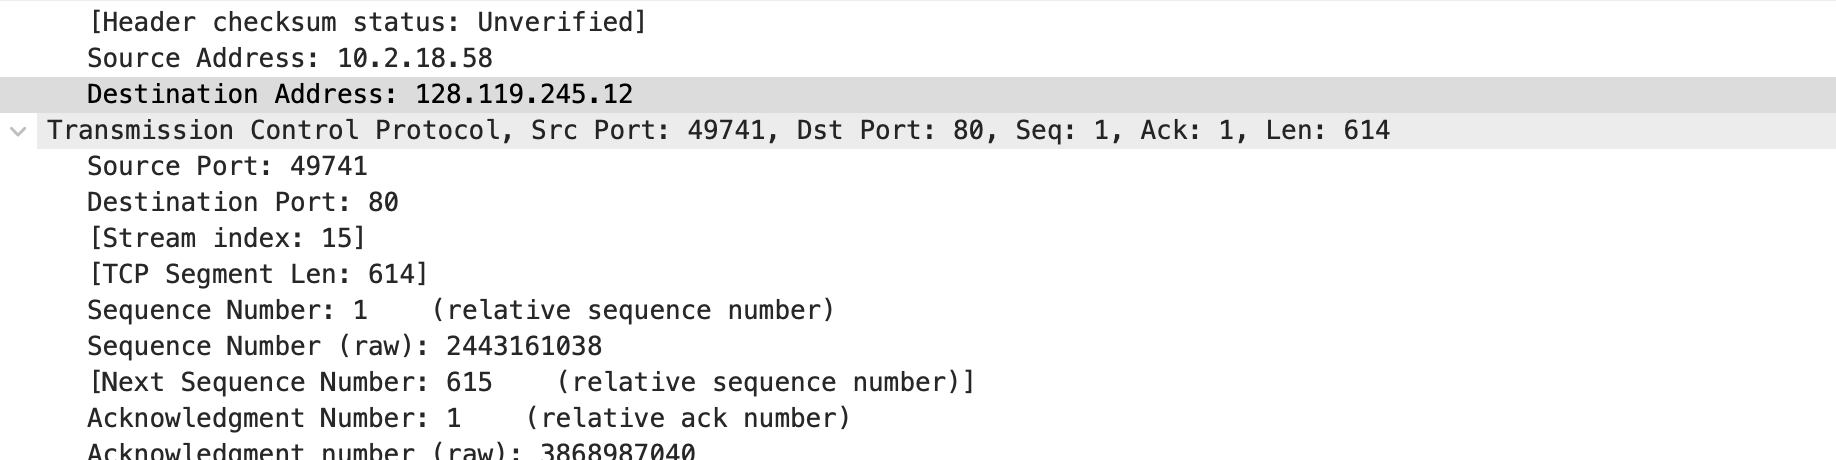 [Header checksum status: Unverified]
Source Address: 10.2.18.58
Destination Address: 128.119.245.12
Transmission Control Protocol, Src Port: 49741, Dst Port: 80, Seq: 1, Ack: 1, Len: 614
Source Port: 49741
Destination Port: 80
[Stream index: 15]
[TCP Segment Len: 614]
Sequence Number: 1    (relative sequence number)
Sequence Number (raw): 2443161038
[Next Sequence Number: 615    (relative sequence number)]
Acknowledgment Number: 1    (relative ack number)
Acknowledgment number (raw): 3868987040